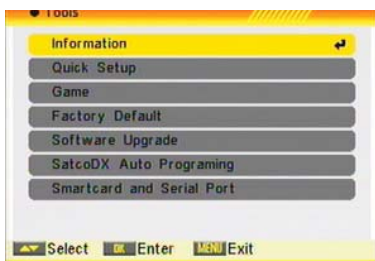 Tools
Information
Quick Setup
Game
Factory Default
Software Upgrade
SatcoDX Auto Programing
Smartcard and Serial Port
Select OK Enter MENU Exit